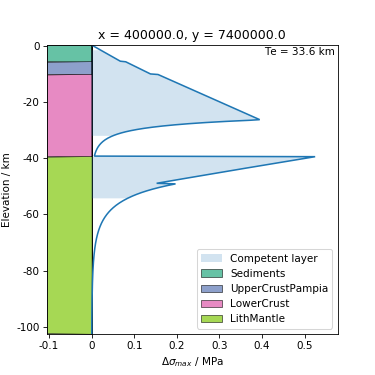 x = 400000.0, y = 7400000.0
Te = 33.6 km
0
-20
-40
-60
-80
-100
Elevation / km
Competent layer
Sediments
UpperCrustPampia
LowerCrust
LithMantle
-0.1 0 0.1 0.2 0.3 0.4 0.5
Δσmax / MPa